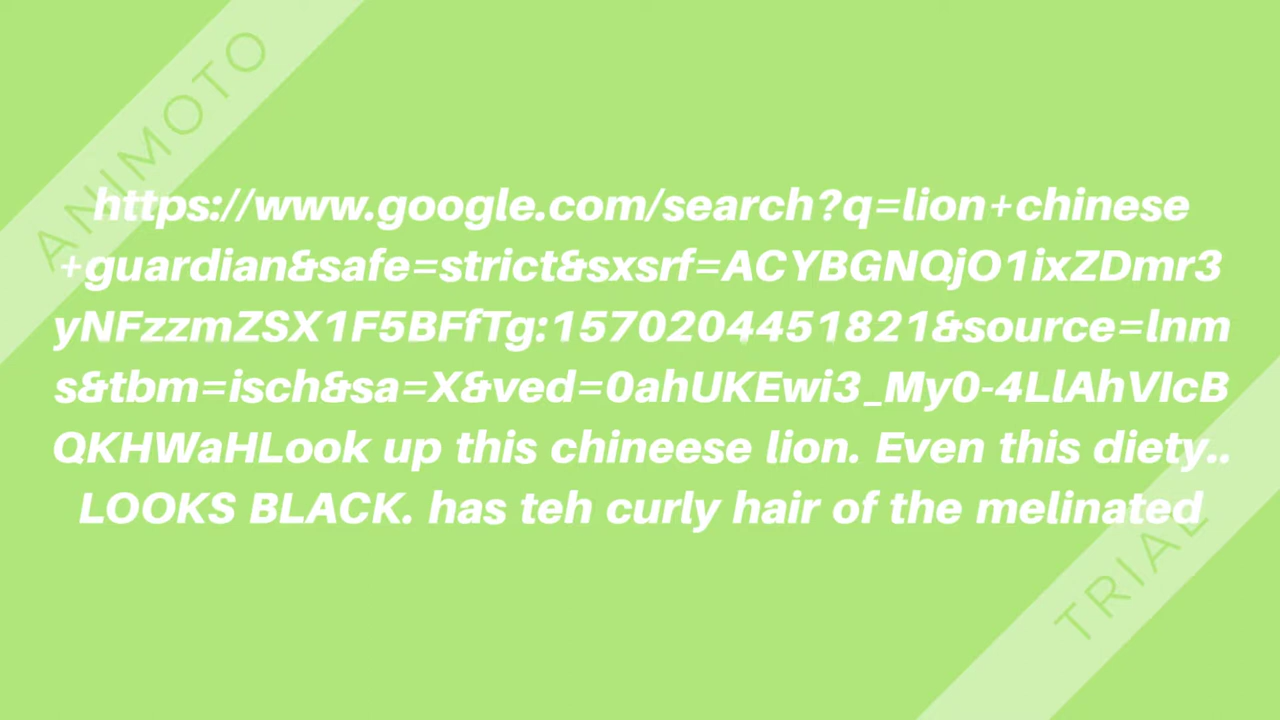 ANIMOTO
https://www.google.com/search?q=lion+chinese
+guardian&safe=strict&sxsrf=ACYBGNQjO1ixZDmr3
yNFzzmZSX1F5BFfTg:1570204451821&source=lnm
s&tbm=isch&sa=X&ved=0ahUKEwi3_My0-4LlAhVIcB
QKHWaHLook up this chineese lion. Even this diety..
LOOKS BLACK. has teh curly hair of the melinated
TRIAL